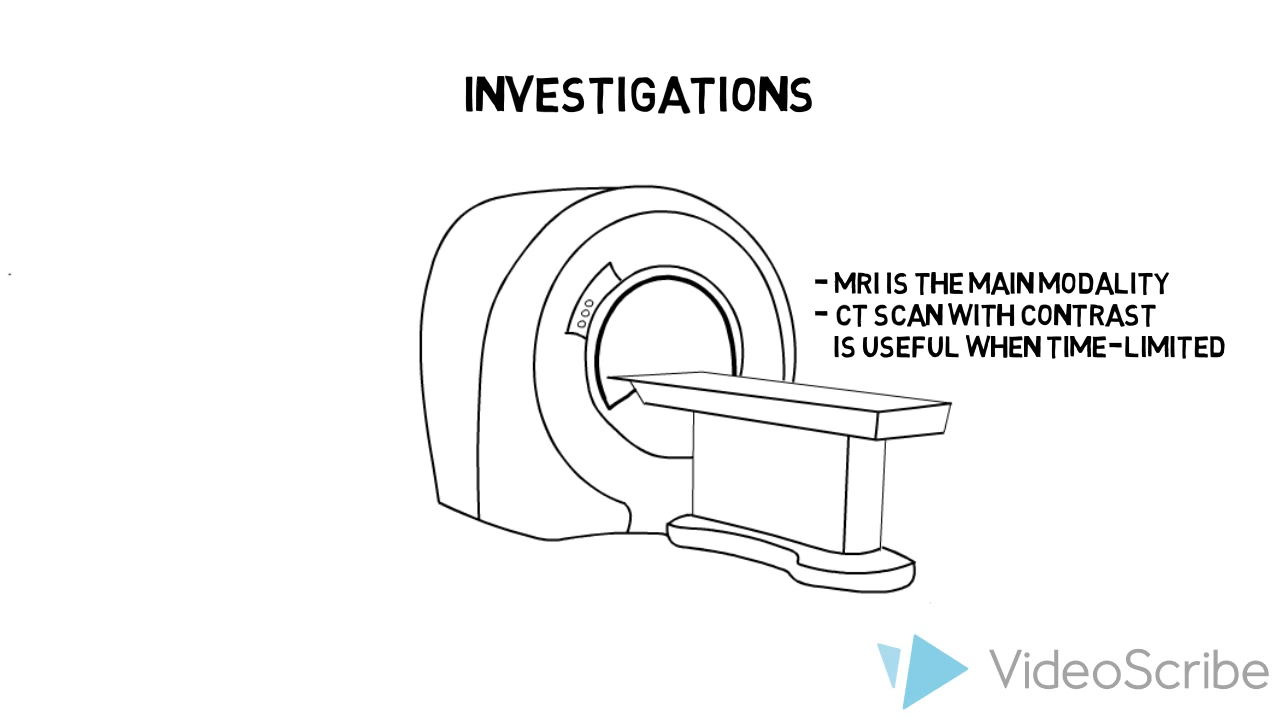 INVESTIGATIONS
- MRI IS THE MAIN MODALITY
- CT SCAN WITH CONTRAST
IS USEFUL WHEN TIME-LIMITED
VideoScribe